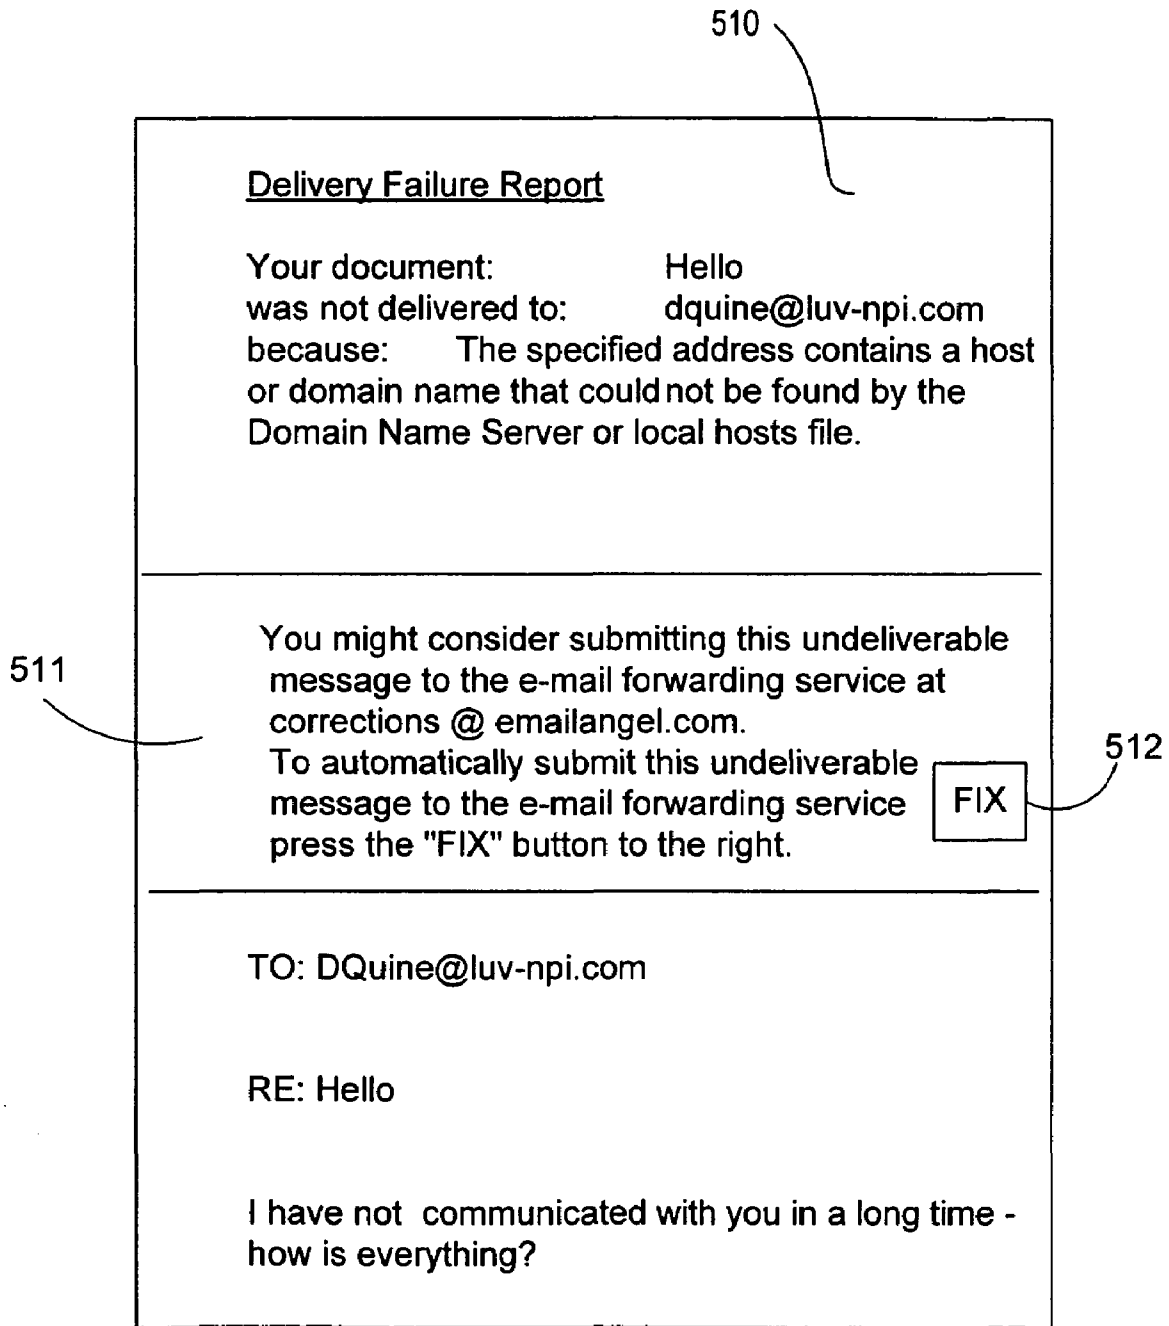 510
Delivery Failure Report
Your document: Hello
was not delivered to: dquine@luv-npi.com
because: The specified address contains a host
or domain name that could not be found by the
Domain Name Server or local hosts file.
511
You might consider submitting this undeliverable
message to the e-mail forwarding service at
corrections @ emailangel.com.
To automatically submit this undeliverable
message to the e-mail forwarding service
press the "FIX" button to the right.
FIX
512
TO: DQuine@luv-npi.com
RE: Hello
I have not communicated with you in a long time -
how is everything?